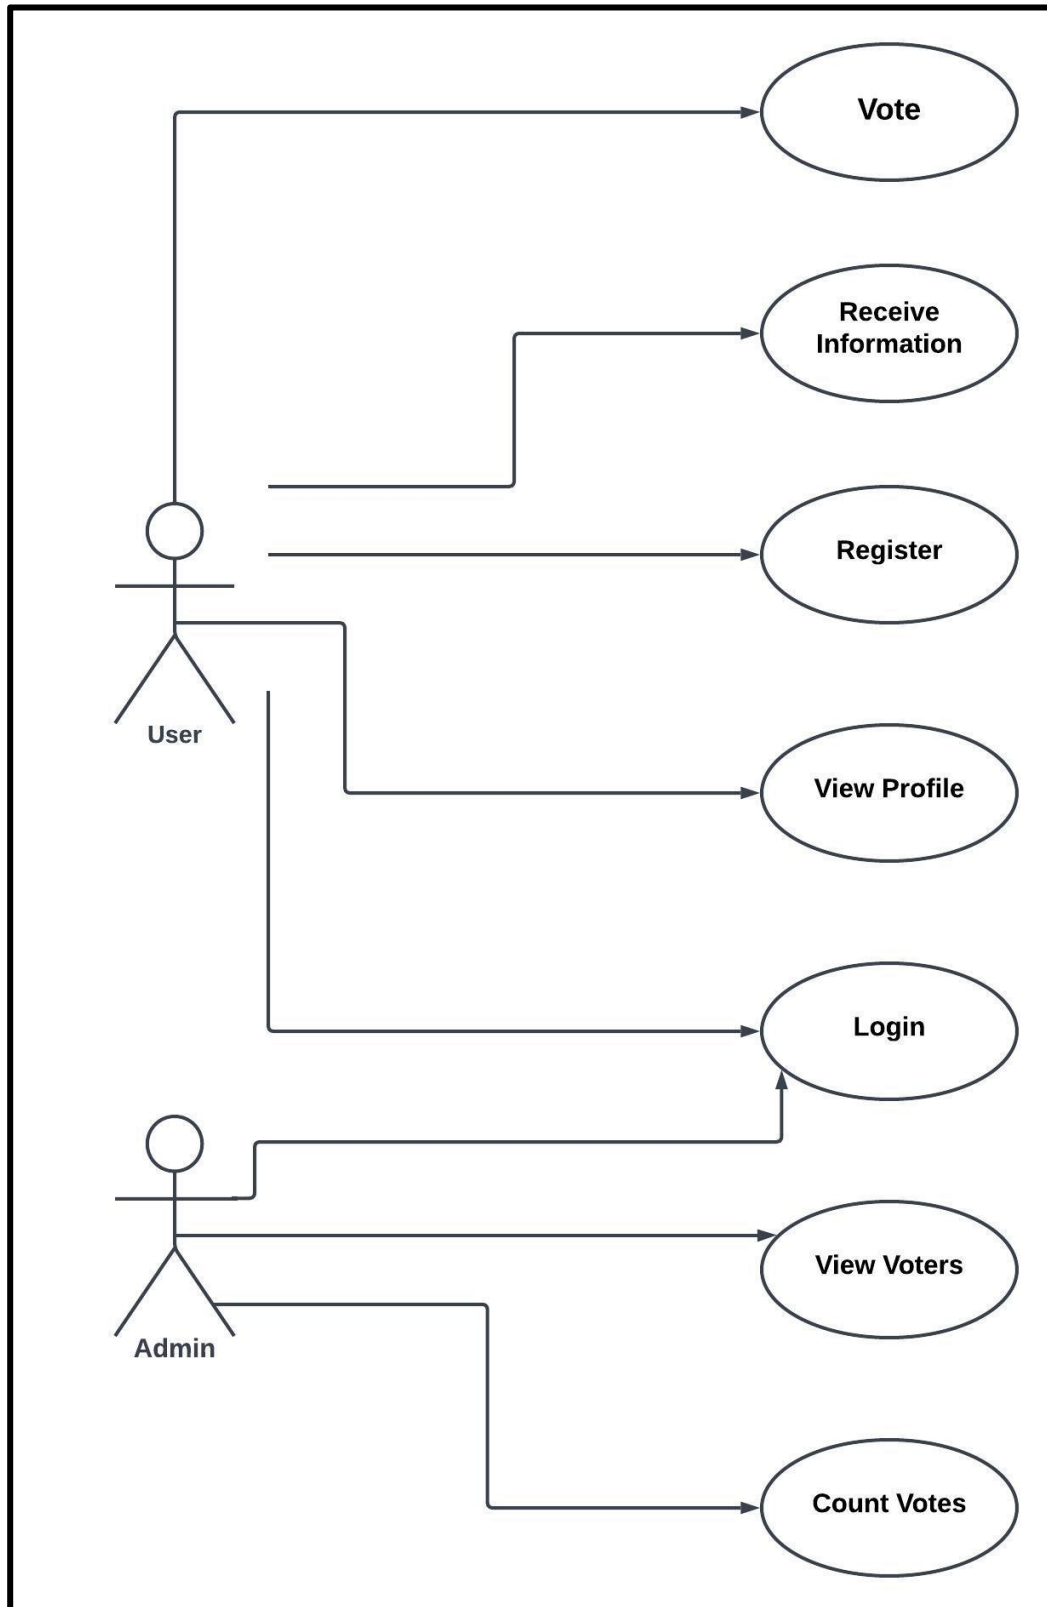 Vote
Receive
Information
Register
User
View Profile
Login
View Voters
Admin
Count Votes